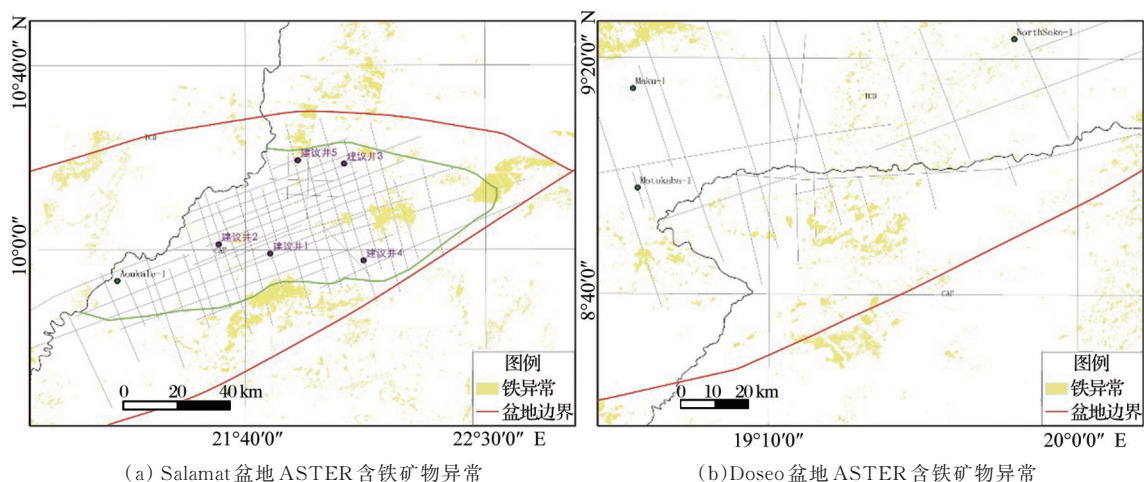 N
10°40′0″
10°0′0″
TCD
建议井5
建议井3
建议井2
CAF
建议井1
建议井4
Aoukale-1
0 20 40 km
图例
铁异常
盆地边界
21°40′0″
22°30′0″ E
(a) Salamat盆地ASTER含铁矿物异常
N
9°20′0″
8°40′0″
NorthSoko-1
Maku-1
TCD
Motokaba-1
CAF
0 10 20 km
图例
铁异常
盆地边界
19°10′0″
20°0′0″ E
(b)Doseo盆地ASTER含铁矿物异常